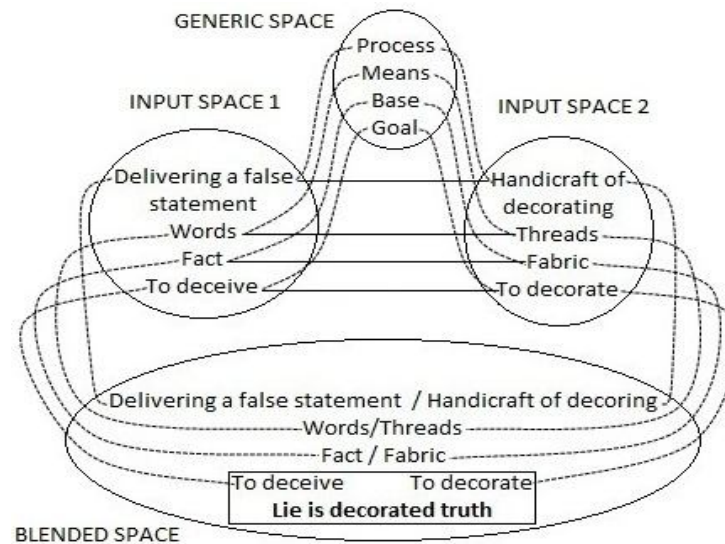 GENERIC SPACE
Process
Means
Base
Goal
INPUT SPACE 1
Delivering a false
statement
Words
Fact
To deceive
INPUT SPACE 2
Handicraft of
decorating
Threads
Fabric
To decorate
Delivering a false statement / Handicraft of decoring
Words/Threads
Fact / Fabric
To deceive To decorate
Lie is decorated truth
BLENDED SPACE